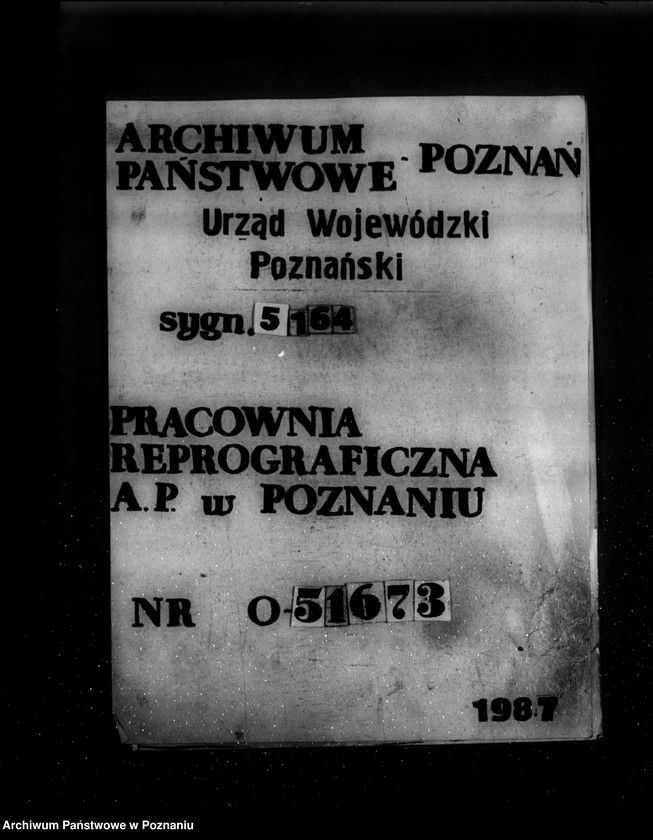 ARCHIWUM
PAŃSTWOWE - POZNAŃ
Urząd Wojewódzki
Poznański
sygn. 5164
PRACOWNIA
REPROGRAFICZNA
A.P. w POZNANIU
NR O-51673
1987
Archiwum Państwowe w Poznaniu